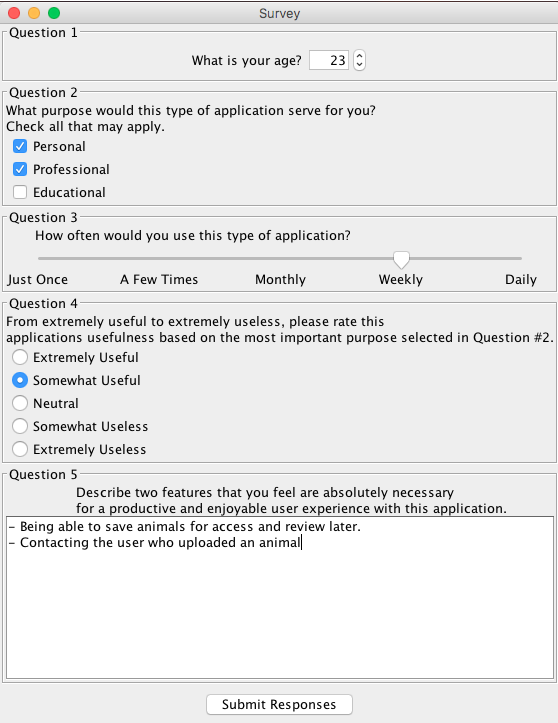 Survey
Question 1
What is your age? 23
Question 2
What purpose would this type of application serve for you?
Check all that may apply.
Personal
Professional
Educational
Question 3
How often would you use this type of application?
Just Once A Few Times Monthly Weekly Daily
Question 4
From extremely useful to extremely useless, please rate this
applications usefulness based on the most important purpose selected in Question #2.
Extremely Useful
Somewhat Useful
Neutral
Somewhat Useless
Extremely Useless
Question 5
Describe two features that you feel are absolutely necessary
for a productive and enjoyable user experience with this application.
- Being able to save animals for access and review later.
- Contacting the user who uploaded an animal
Submit Responses